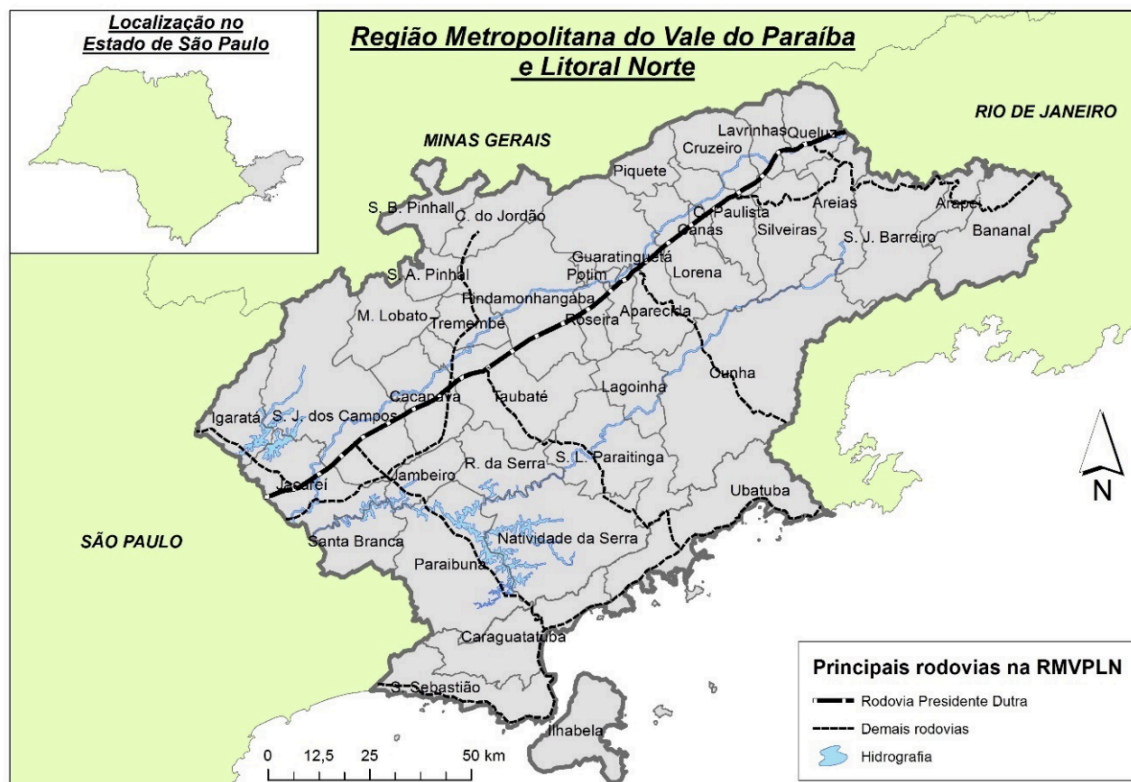 Localização no
Estado de São Paulo
Região Metropolitana do Vale do Paraíba
e Litoral Norte
RIO DE JANEIRO
MINAS GERAIS
Lavrinhas
Queluz
Cruzeiro
Piquete
S. B. Pinhall
C. do Jordão
C. Paulista
Areias
Arapeí
Canas
Silveiras
S. J. Barreiro
Bananal
Guaratinguetá
S. A. Pinhal
Potim
Lorena
Pindamonhangaba
M. Lobato
Tremembé
Roseira
Aparecida
Cunha
Lagoinha
Caçapava
Taubaté
Igaratá
S. J. dos Campos
S. L. Paraitinga
R. da Serra
Jambeiro
Jacareí
Ubatuba
N
SÃO PAULO
Santa Branca
Natividade da Serra
Paraibuna
Caraguatatuba
S. Sebastião
Ilhabela
0 12,5 25 50 km
Principais rodovias na RMVPLN
Rodovia Presidente Dutra
Demais rodovias
Hidrografia